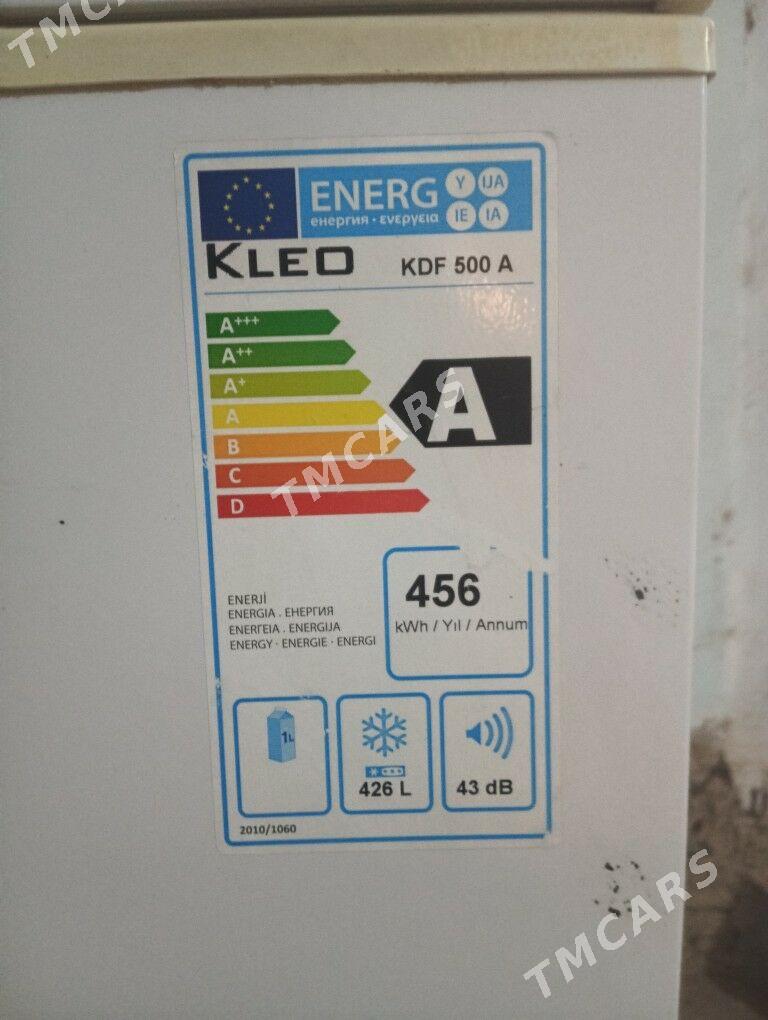 TMCARS
ENERG Y IJA
енергия · ενεργεια IE IA
KLEO KDF 500 A
A+++
A++
A+
A
A
B
C
D
TMCARS
456
kWh / Yıl / Annum
ENERJİ
ENERGIA . ЕНЕРГИЯ
ΕΝΕΡΓΕΙΑ . ENERGIJA
ENERGY · ENERGIE · ENERGI
1L
426 L
43 dB
2010/1060
TMCARS